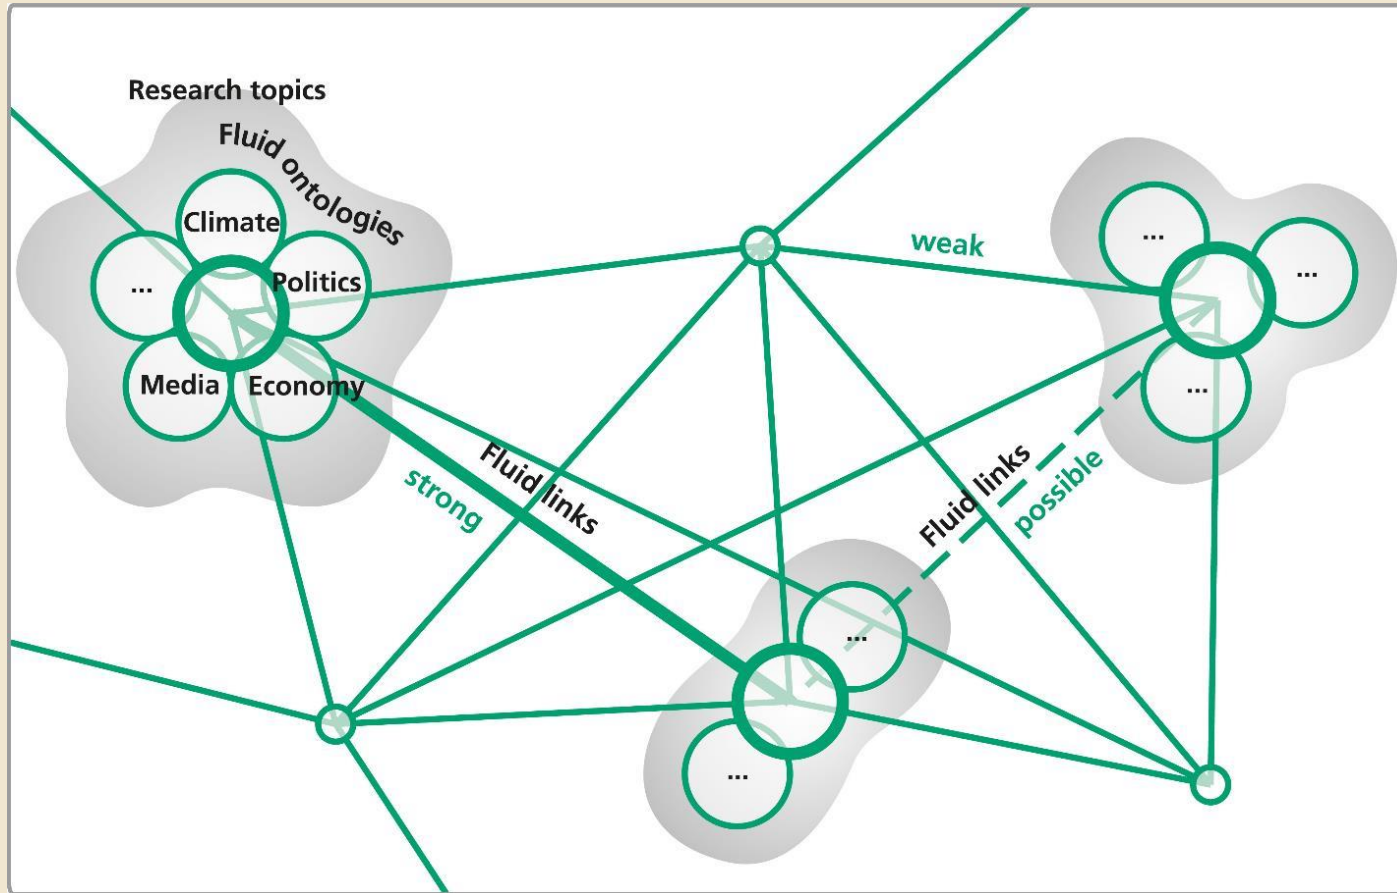 Research topics
Fluid ontologies
Climate
...
Politics
Media
Economy
weak
...
...
...
Fluid links
strong
Fluid links
possible
...
...